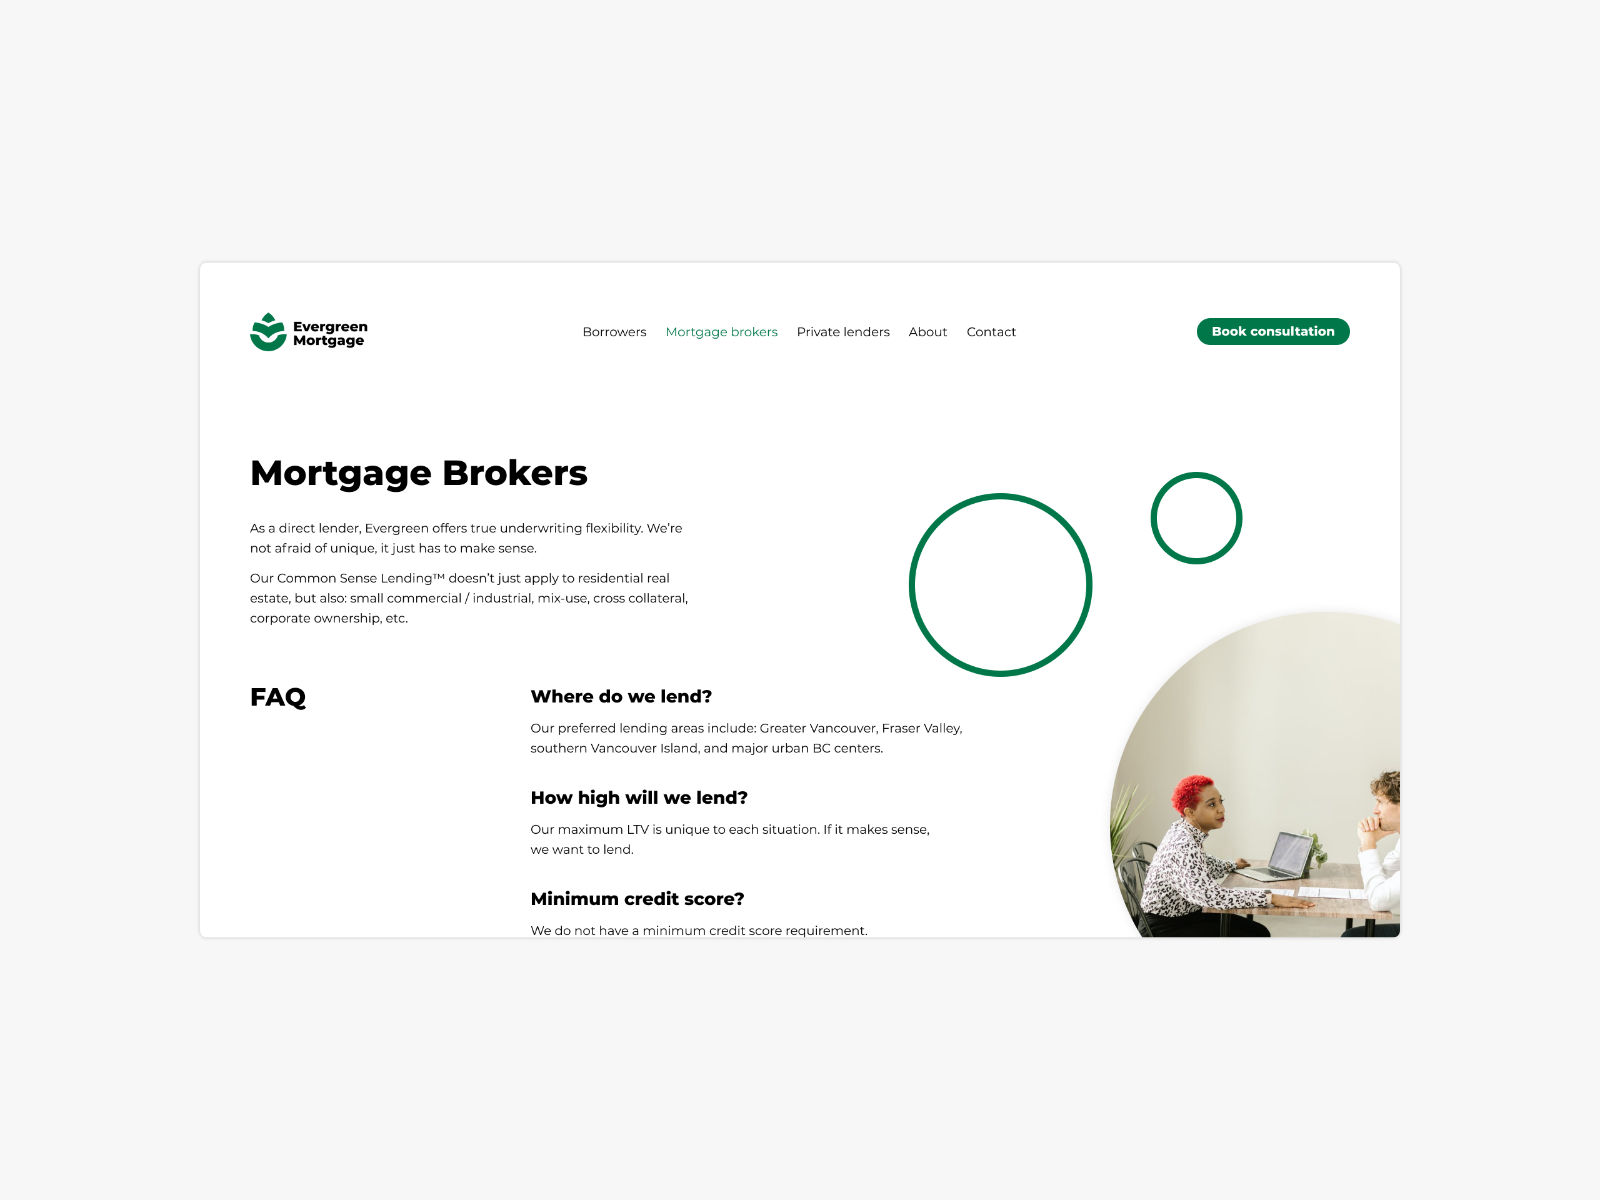 Evergreen
Mortgage
Borrowers
Mortgage brokers
Private lenders
About
Contact
Book consultation
Mortgage Brokers
As a direct lender, Evergreen offers true underwriting flexibility. We’re
not afraid of unique, it just has to make sense.
Our Common Sense Lending™ doesn’t just apply to residential real
estate, but also: small commercial / industrial, mix-use, cross collateral,
corporate ownership, etc.
FAQ
Where do we lend?
Our preferred lending areas include: Greater Vancouver, Fraser Valley,
southern Vancouver Island, and major urban BC centers.
How high will we lend?
Our maximum LTV is unique to each situation. If it makes sense,
we want to lend.
Minimum credit score?
We do not have a minimum credit score requirement.